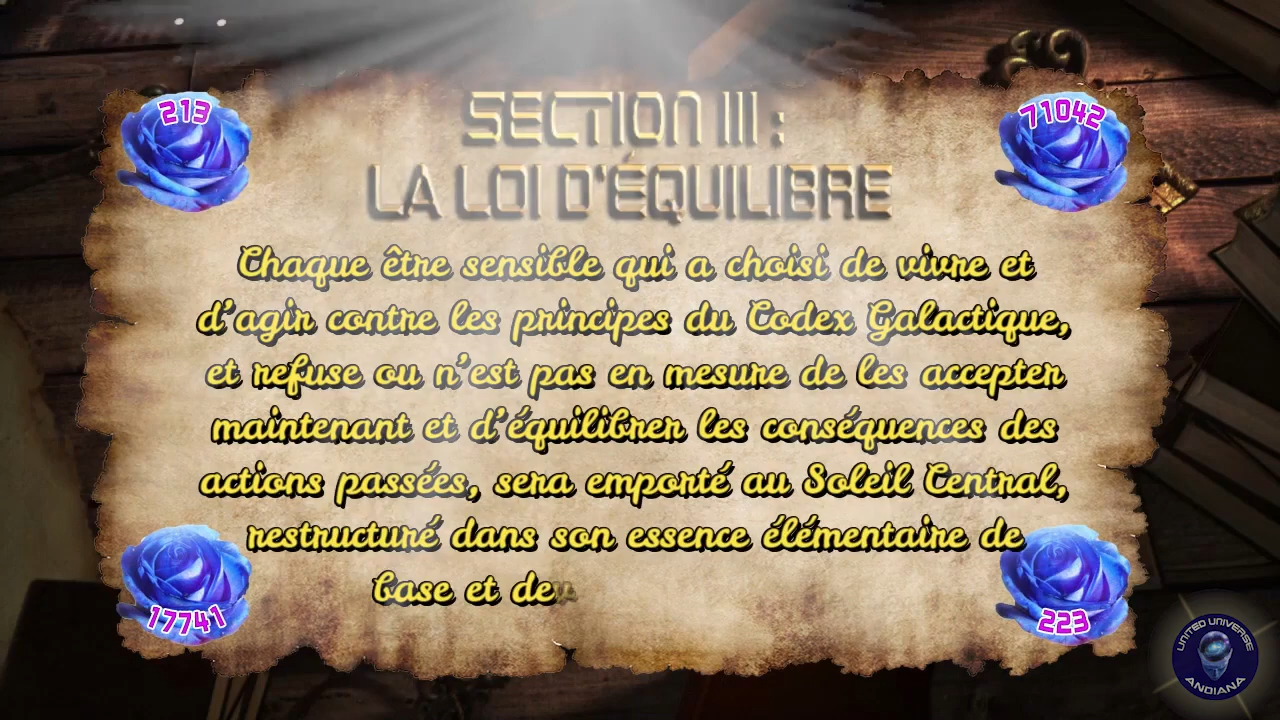 213
71042
SECTION III :
LA LOI D'ÉQUILIBRE
Chaque être sensible qui a choisi de vivre et
d'agir contre les principes du Codex Galactique,
et refuse ou n'est pas en mesure de les accepter
maintenant et d'équilibrer les conséquences des
actions passées, sera emporté au Soleil Central,
restructuré dans son essence élémentaire de
base et
17741
223
UNITED UNIVERSE
ANDIANA